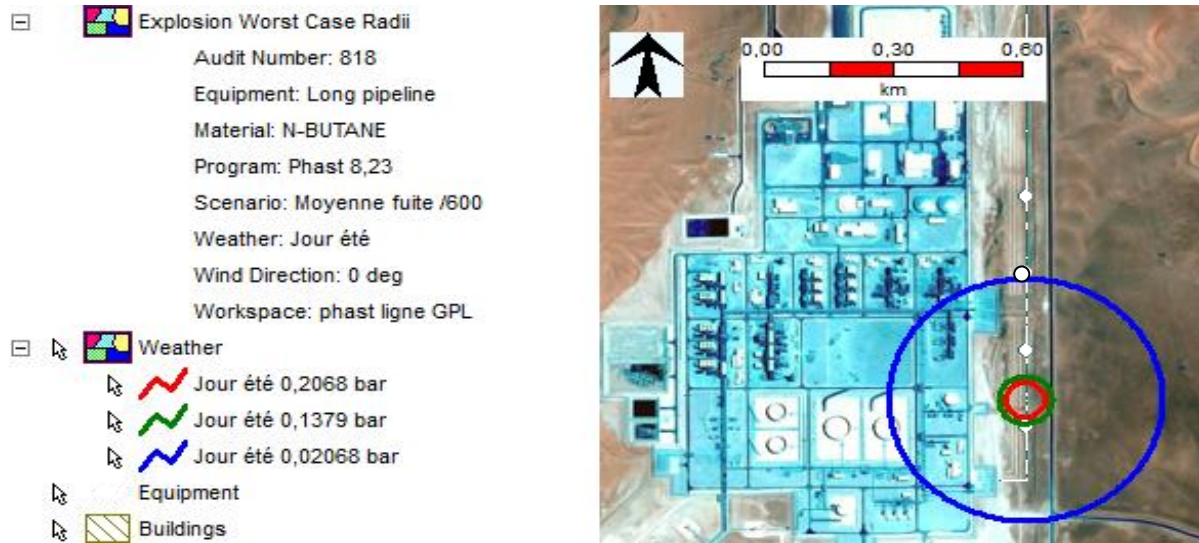 Explosion Worst Case Radii
Audit Number: 818
Equipment: Long pipeline
Material: N-BUTANE
Program: Phast 8,23
Scenario: Moyenne fuite /600
Weather: Jour été
Wind Direction: 0 deg
Workspace: phast ligne GPL
Weather
Jour été 0,2068 bar
Jour été 0,1379 bar
Jour été 0,02068 bar
Equipment
Buildings
0,00 0,30 0,60
km